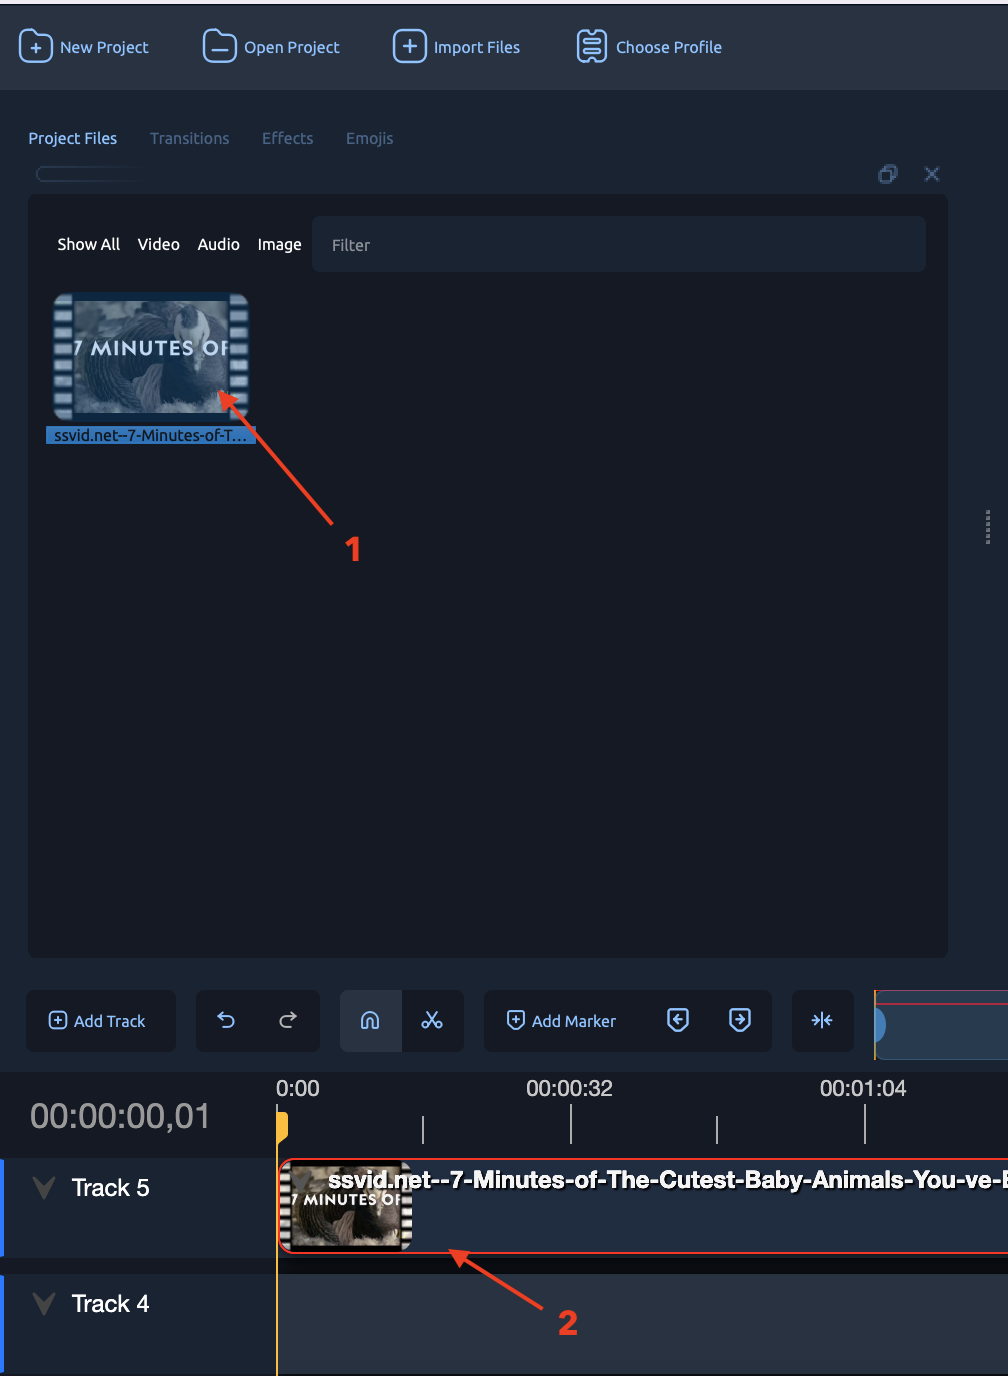 New Project Open Project Import Files Choose Profile
Project Files Transitions Effects Emojis
Show All Video Audio Image Filter
7 MINUTES OF
ssvid.net--7-Minutes-of-T...
1
Add Track Add Marker
0:00 00:00:32 00:01:04
00:00:00,01
Track 5 ssvid.net--7-Minutes-of-The-Cutest-Baby-Animals-You-ve-E
7 MINUTES OF
2
Track 4